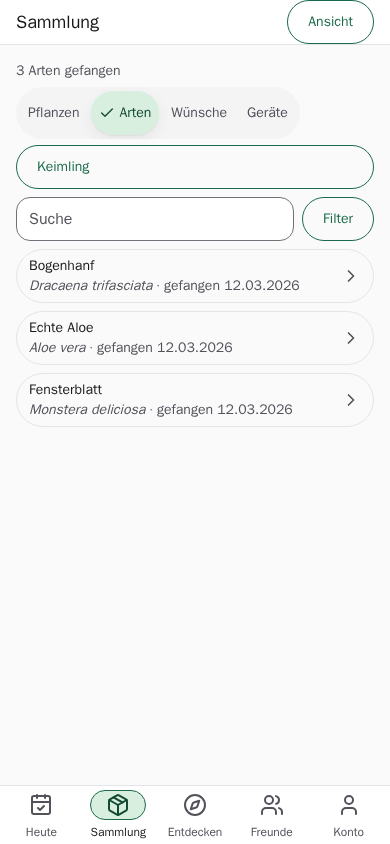 Sammlung
Ansicht
3 Arten gefangen
Pflanzen
Arten
Wünsche
Geräte
Keimling
Suche
Filter
Bogenhanf
Dracaena trifasciata · gefangen 12.03.2026
Echte Aloe
Aloe vera · gefangen 12.03.2026
Fensterblatt
Monstera deliciosa · gefangen 12.03.2026
Heute
Sammlung
Entdecken
Freunde
Konto